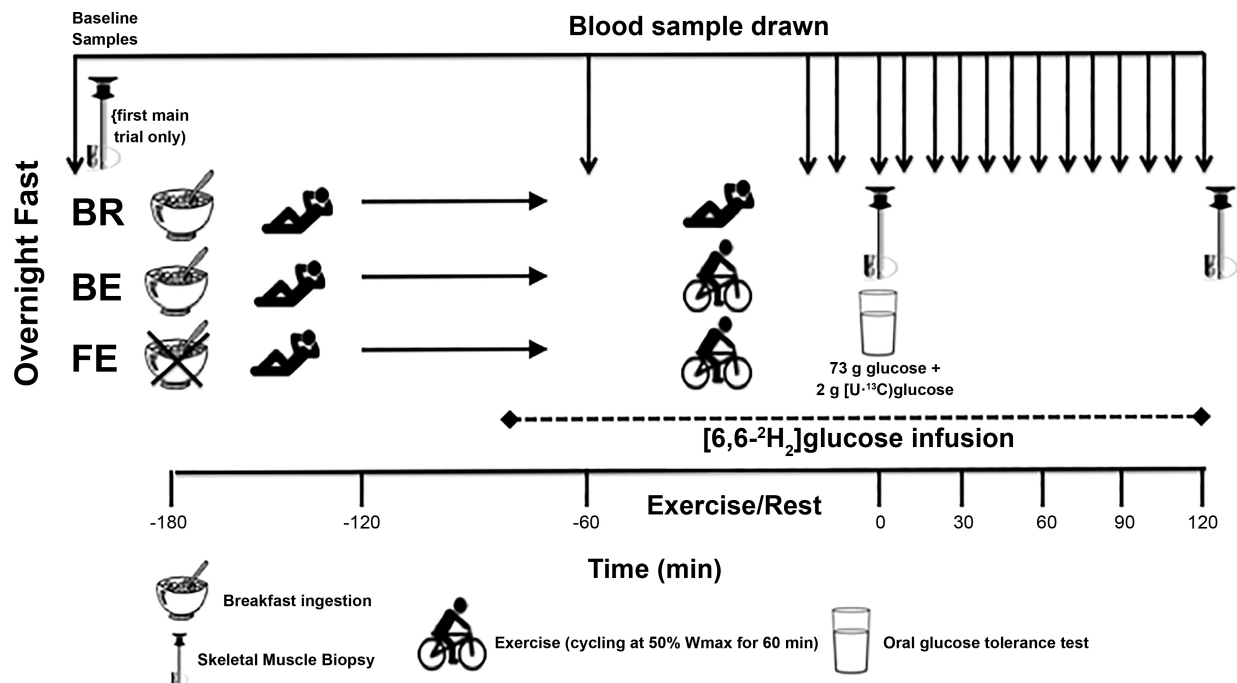 Baseline
Samples
Blood sample drawn
{first main
trial only)
Overnight Fast
BR
BE
FE
73 g glucose +
2 g [U·¹³C)glucose
[6,6-²H₂]glucose infusion
Exercise/Rest
-180
-120
-60
0
30
60
90
120
Time (min)
Breakfast ingestion
Skeletal Muscle Biopsy
Exercise (cycling at 50% Wmax for 60 min)
Oral glucose tolerance test